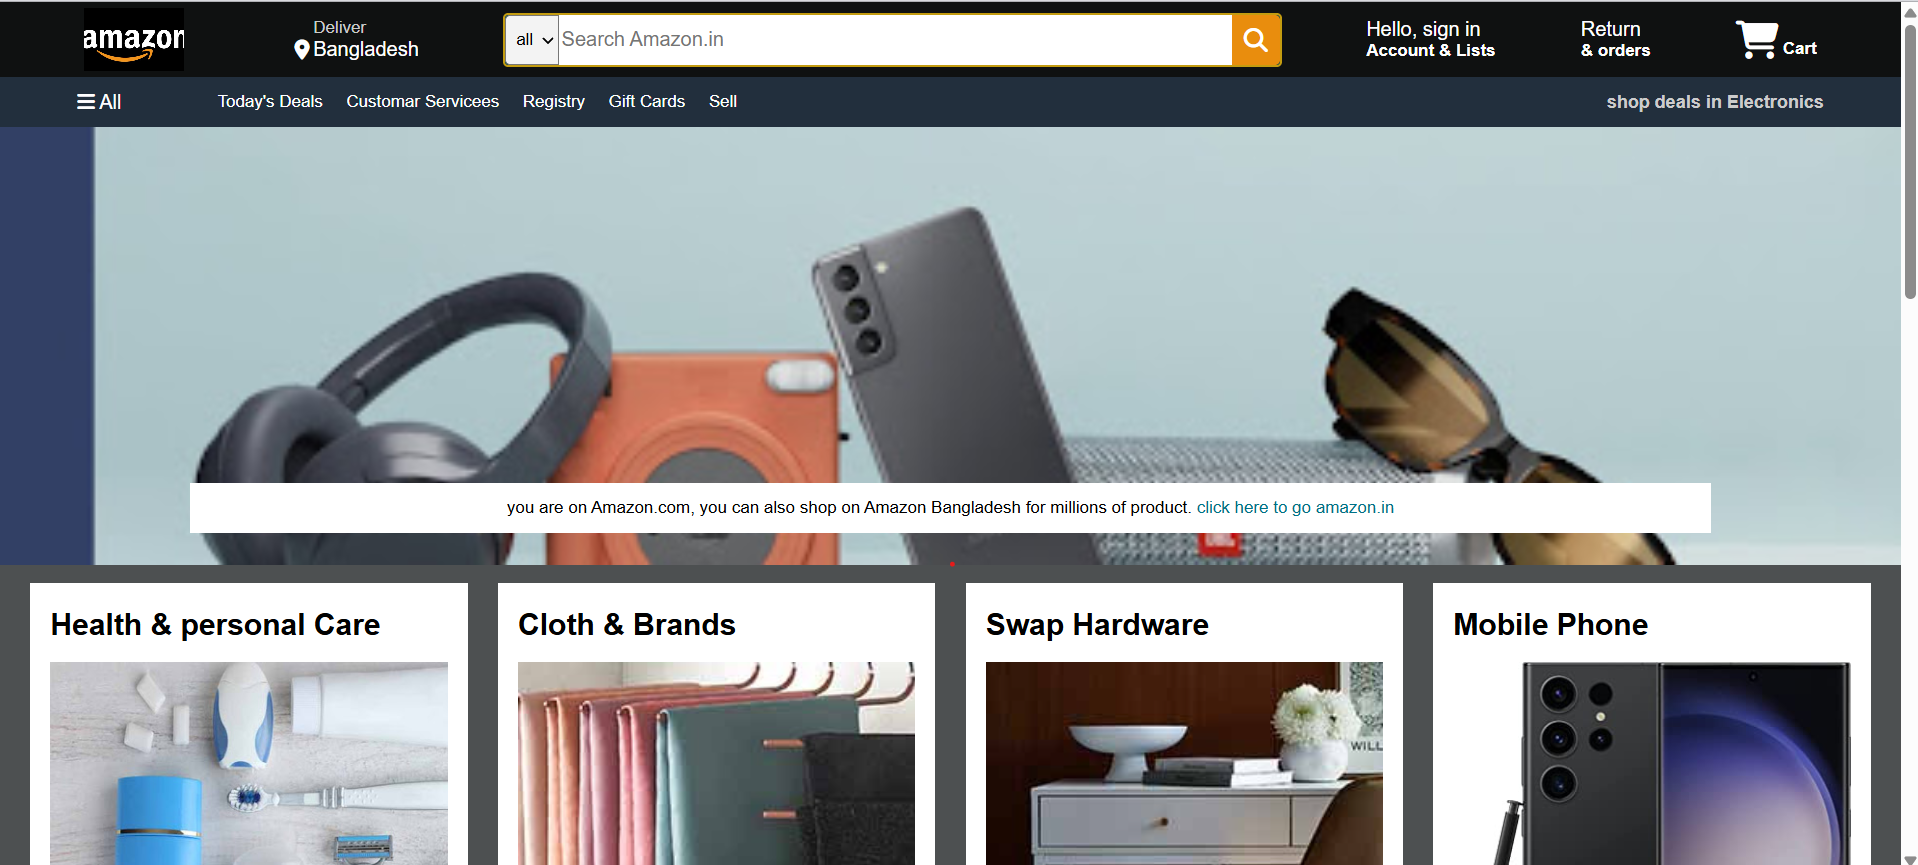 amazon
Deliver
Bangladesh
all
Search Amazon.in
Hello, sign in
Account & Lists
Return
& orders
Cart
All
Today's Deals
Customar Servicees
Registry
Gift Cards
Sell
shop deals in Electronics
you are on Amazon.com, you can also shop on Amazon Bangladesh for millions of product. click here to go amazon.in
JBL
Health & personal Care
Cloth & Brands
Swap Hardware
Mobile Phone
WILL